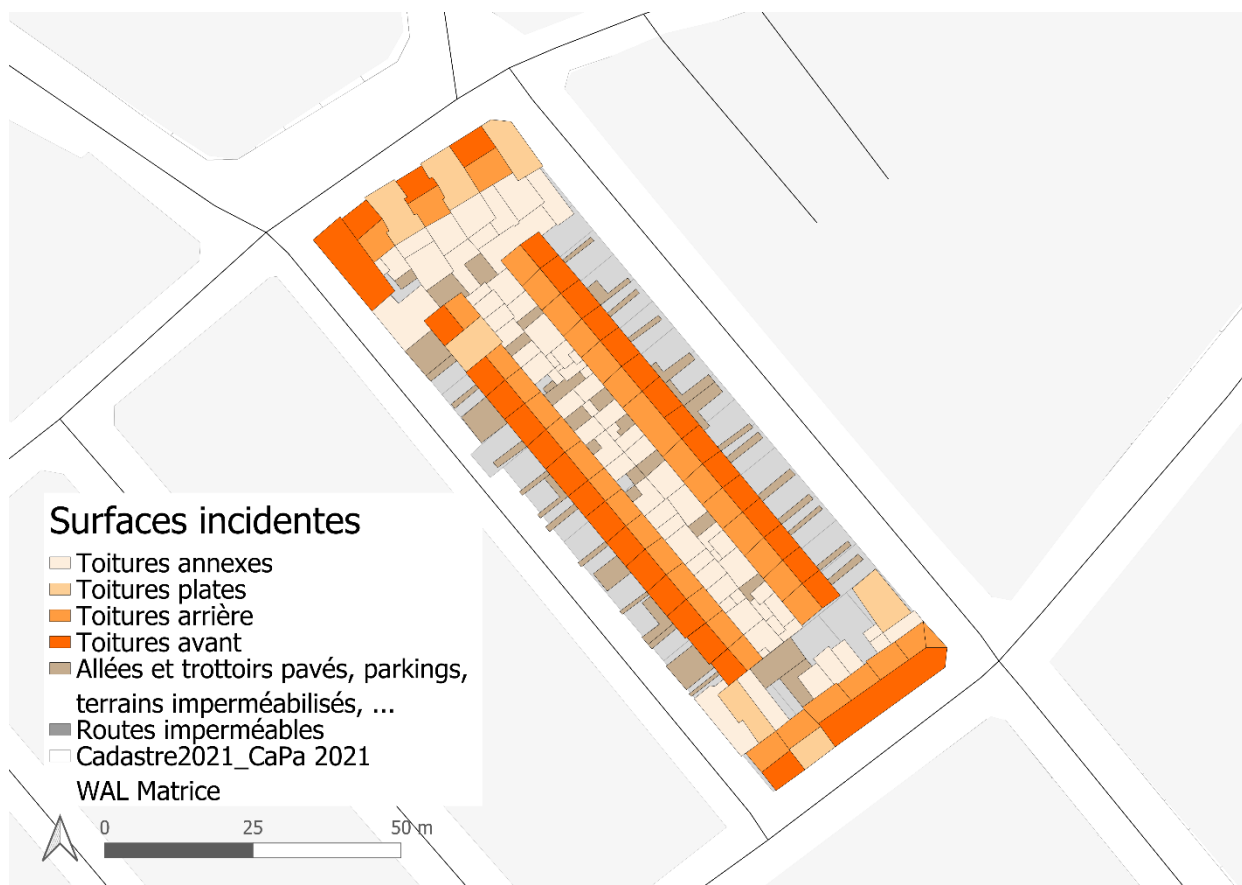 Surfaces incidentes
Toitures annexes
Toitures plates
Toitures arrière
Toitures avant
Allées et trottoirs pavés, parkings,
terrains imperméabilisés, ...
Routes imperméables
Cadastre2021_CaPa 2021
WAL Matrice
0 25 50 m